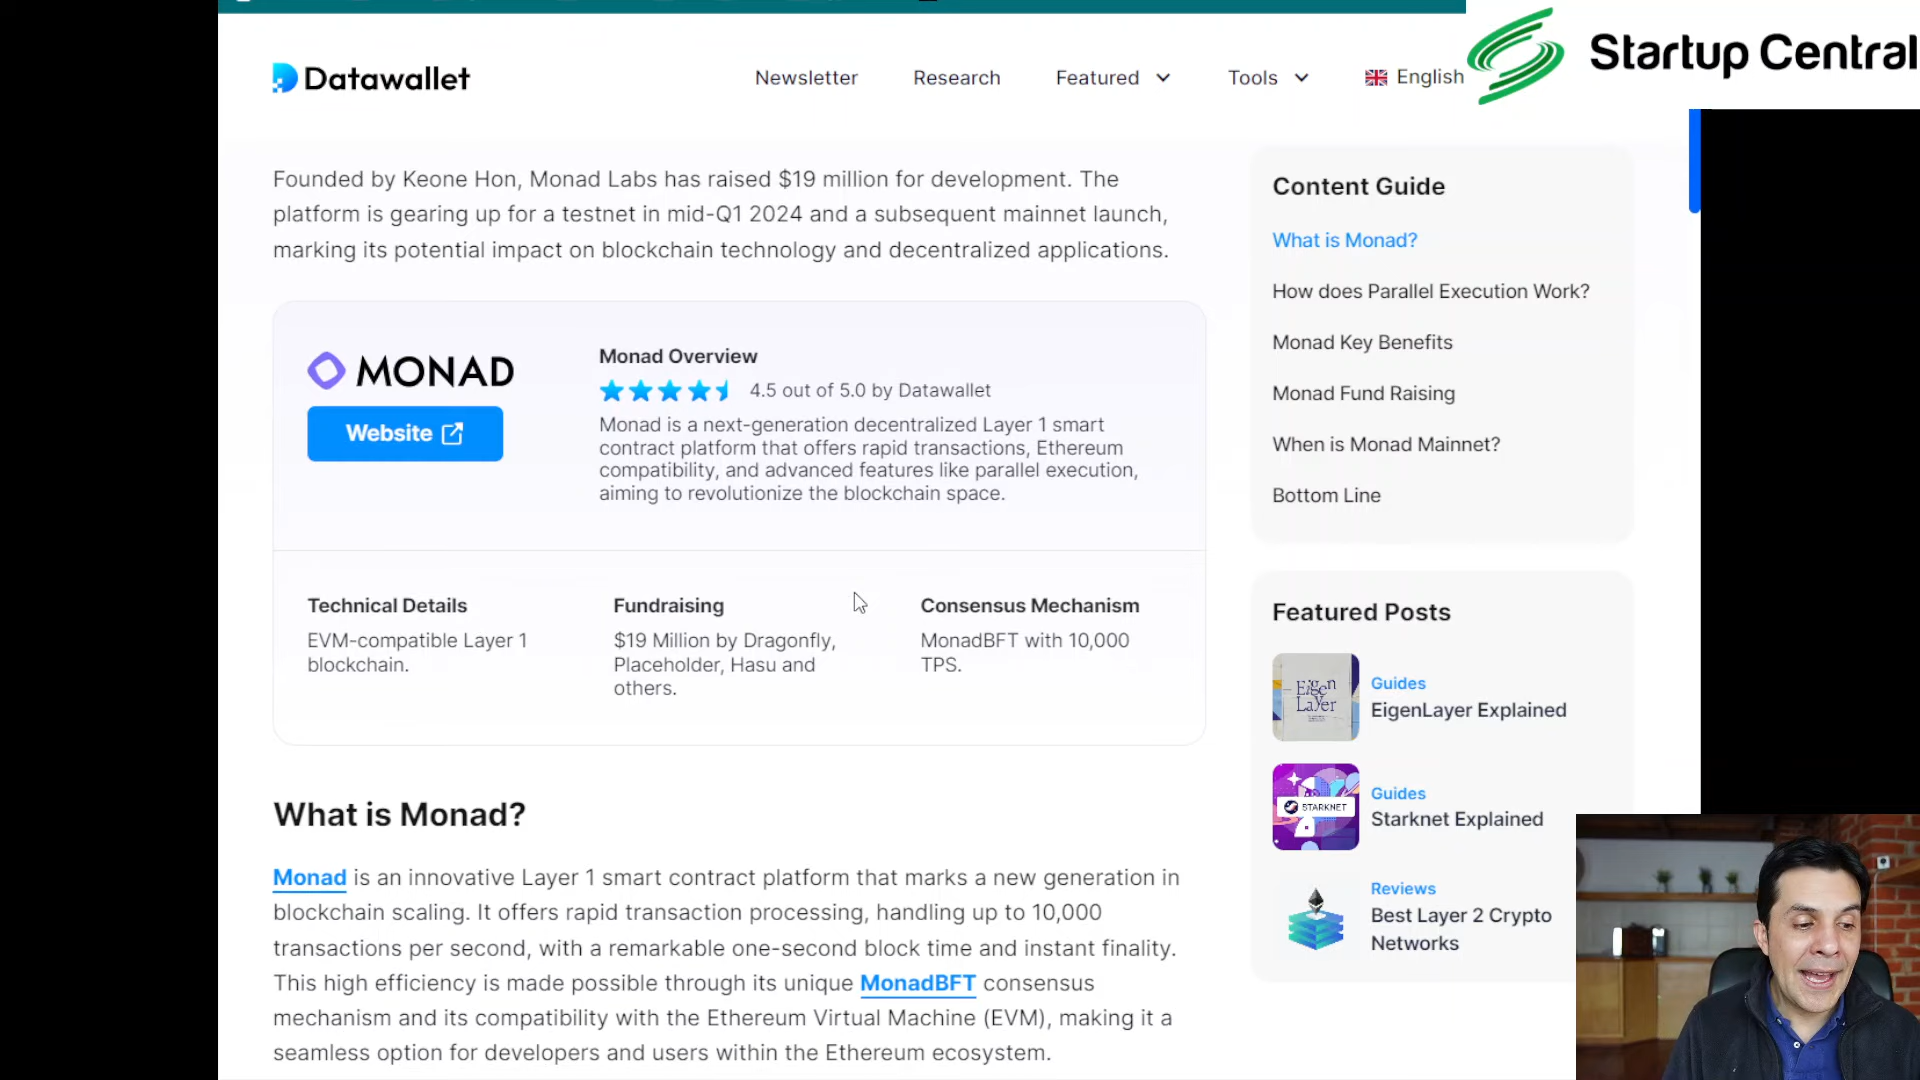 Datawallet
Newsletter
Research
Featured
Tools
English
Startup Central
Founded by Keone Hon, Monad Labs has raised $19 million for development. The
platform is gearing up for a testnet in mid-Q1 2024 and a subsequent mainnet launch,
marking its potential impact on blockchain technology and decentralized applications.
MONAD
Website
Monad Overview
4.5 out of 5.0 by Datawallet
Monad is a next-generation decentralized Layer 1 smart
contract platform that offers rapid transactions, Ethereum
compatibility, and advanced features like parallel execution,
aiming to revolutionize the blockchain space.
Technical Details
EVM-compatible Layer 1
blockchain.
Fundraising
$19 Million by Dragonfly,
Placeholder, Hasu and
others.
Consensus Mechanism
MonadBFT with 10,000
TPS.
What is Monad?
Monad is an innovative Layer 1 smart contract platform that marks a new generation in
blockchain scaling. It offers rapid transaction processing, handling up to 10,000
transactions per second, with a remarkable one-second block time and instant finality.
This high efficiency is made possible through its unique MonadBFT consensus
mechanism and its compatibility with the Ethereum Virtual Machine (EVM), making it a
seamless option for developers and users within the Ethereum ecosystem.
Content Guide
What is Monad?
How does Parallel Execution Work?
Monad Key Benefits
Monad Fund Raising
When is Monad Mainnet?
Bottom Line
Featured Posts
Eigen
Layer
Guides
EigenLayer Explained
STARKNET
Guides
Starknet Explained
Reviews
Best Layer 2 Crypto
Networks